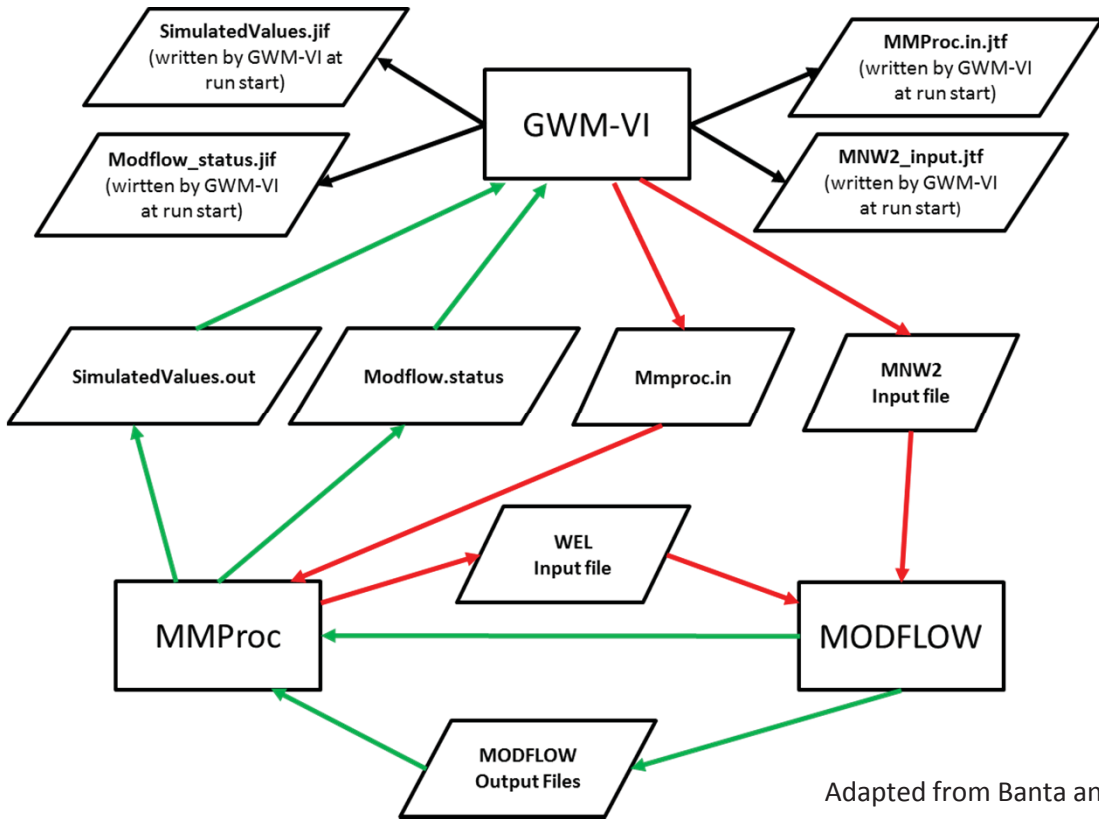 SimulatedValues.jif
(written by GWM-VI at
run start)
MMProc.in.jtf
(written by GWM-VI
at run start)
GWM-VI
Modflow_status.jif
(wirtten by GWM-VI
at run start)
MNW2_input.jtf
(written by GWM-VI
at run start)
SimulatedValues.out
Modflow.status
Mmproc.in
MNW2
Input file
WEL
Input file
MMProc
MODFLOW
MODFLOW
Output Files
Adapted from Banta an